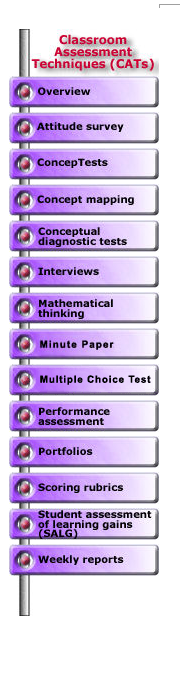 Classroom
Assessment
Techniques (CATs)
Overview
Attitude survey
ConcepTests
Concept mapping
Conceptual
diagnostic tests
Interviews
Mathematical
thinking
Minute Paper
Multiple Choice Test
Performance
assessment
Portfolios
Scoring rubrics
Student assessment
of learning gains
(SALG)
Weekly reports